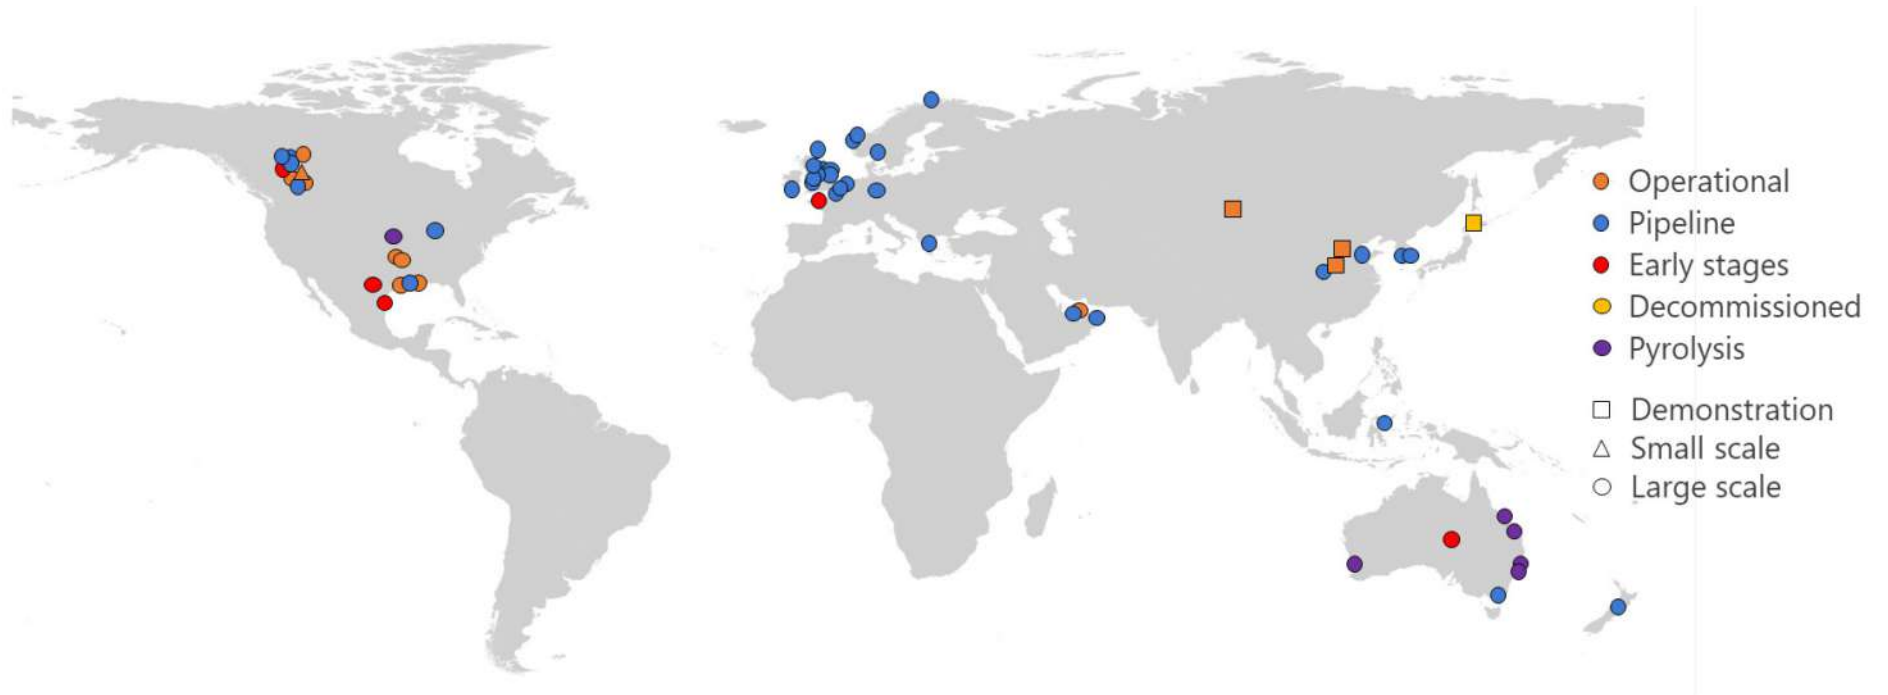 Operational
Pipeline
Early stages
Decommissioned
Pyrolysis
Demonstration
Small scale
Large scale